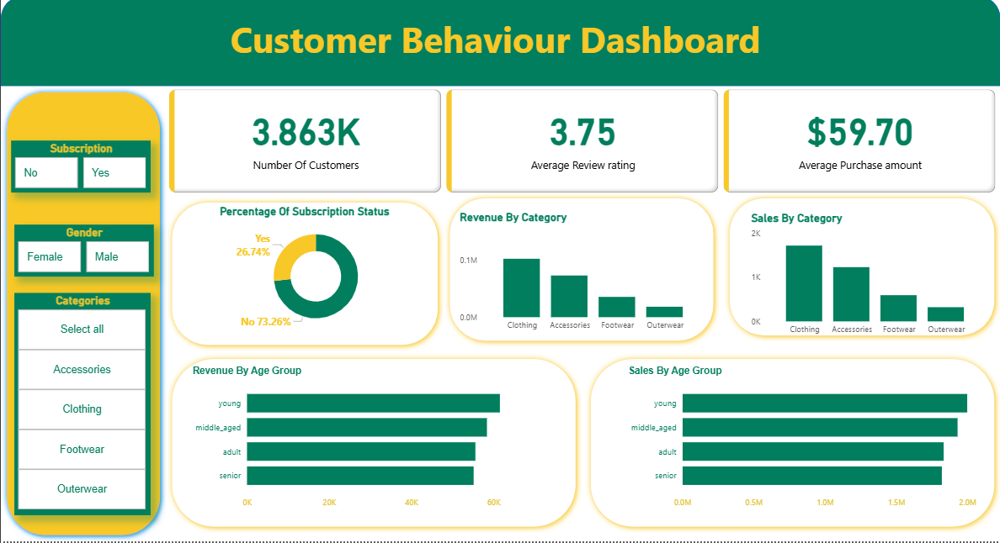 Customer Behaviour Dashboard
Subscription
No Yes
Gender
Female Male
Categories
Select all
Accessories
Clothing
Footwear
Outerwear
3.863K
Number Of Customers
3.75
Average Review rating
$59.70
Average Purchase amount
Percentage Of Subscription Status
Yes
26.74%
No 73.26%
Revenue By Category
0.1M
0.0M
Clothing Accessories Footwear Outerwear
Sales By Category
2K
1K
0K
Clothing Accessories Footwear Outerwear
Revenue By Age Group
young
middle_aged
adult
senior
0K 20K 40K 60K
Sales By Age Group
young
middle_aged
adult
senior
0.0M 0.5M 1.0M 1.5M 2.0M